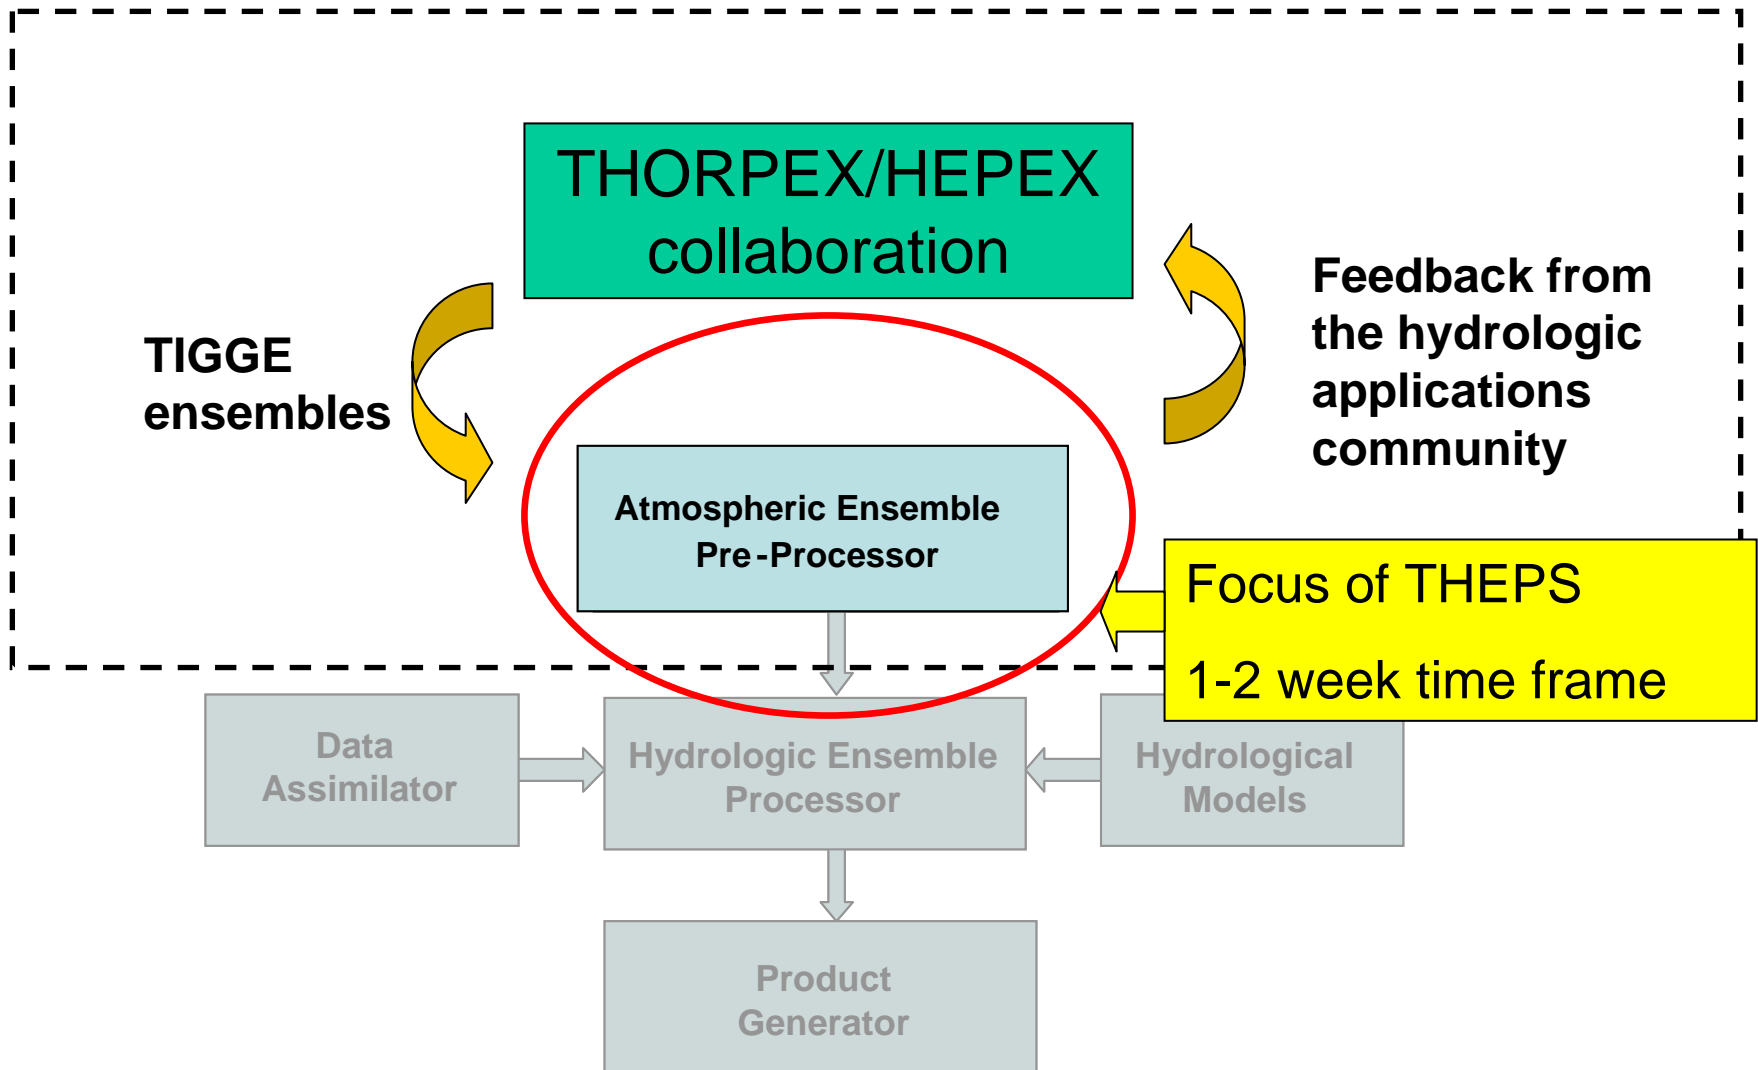 THORPEX/HEPEX
collaboration
TIGGE
ensembles
Feedback from
the hydrologic
applications
community
Atmospheric Ensemble
Pre-Processor
Focus of THEPS
1-2 week time frame
Data
Assimilator
Hydrologic Ensemble
Processor
Hydrological
Models
Product
Generator